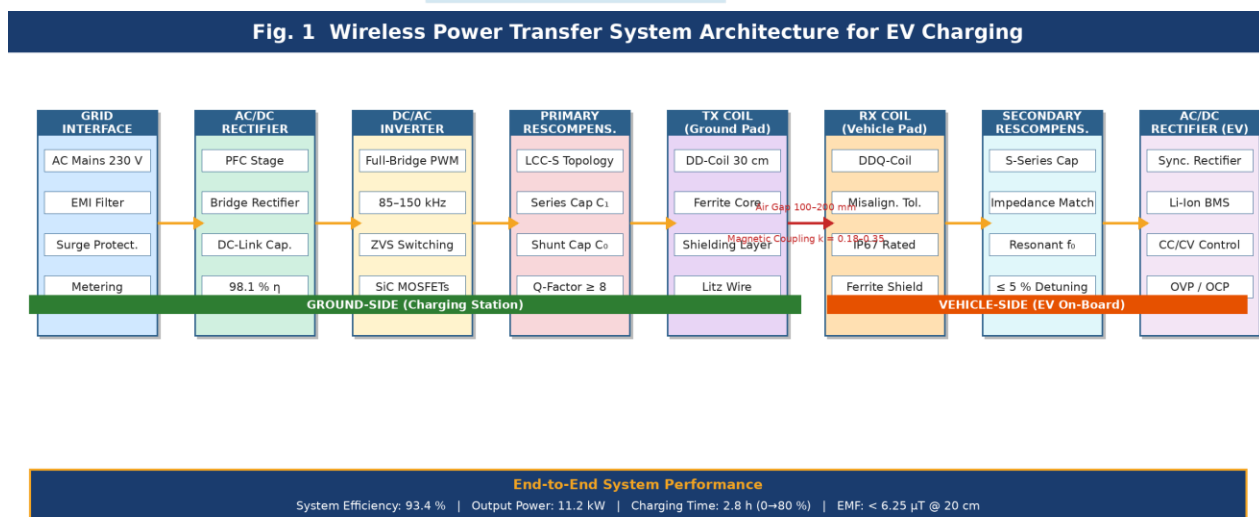 Fig. 1 Wireless Power Transfer System Architecture for EV Charging
GRID
INTERFACE
AC Mains 230 V
EMI Filter
Surge Protect.
Metering
AC/DC
RECTIFIER
PFC Stage
Bridge Rectifier
DC-Link Cap.
98.1 % η
DC/AC
INVERTER
Full-Bridge PWM
85–150 kHz
ZVS Switching
SiC MOSFETs
PRIMARY
RESCOMPENS.
LCC-S Topology
Series Cap C₁
Shunt Cap C₀
Q-Factor ≥ 8
TX COIL
(Ground Pad)
DD-Coil 30 cm
Ferrite Core
Shielding Layer
Litz Wire
Air Gap 100–200 mm
Magnetic Coupling k = 0.18–0.35
RX COIL
(Vehicle Pad)
DDQ-Coil
Misalign. Tol.
IP67 Rated
Ferrite Shield
SECONDARY
RESCOMPENS.
S-Series Cap
Impedance Match
Resonant f₀
≤ 5 % Detuning
AC/DC
RECTIFIER (EV)
Sync. Rectifier
Li-Ion BMS
CC/CV Control
OVP / OCP
GROUND-SIDE (Charging Station)
VEHICLE-SIDE (EV On-Board)
End-to-End System Performance
System Efficiency: 93.4 % | Output Power: 11.2 kW | Charging Time: 2.8 h (0→80 %) | EMF: < 6.25 μT @ 20 cm